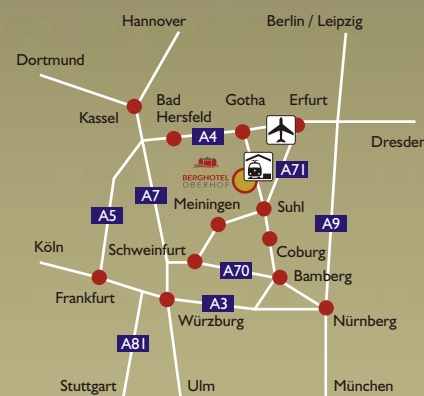 Hannover
Berlin / Leipzig
Dortmund
Kassel
Bad
Hersfeld
Gotha
Erfurt
A4
Dresden
BERGHOTEL
OBERHOF
A71
A7
A5
Meiningen
Suhl
A9
Köln
Schweinfurt
Coburg
A70
Bamberg
Frankfurt
A3
Würzburg
Nürnberg
A81
Stuttgart
Ulm
München